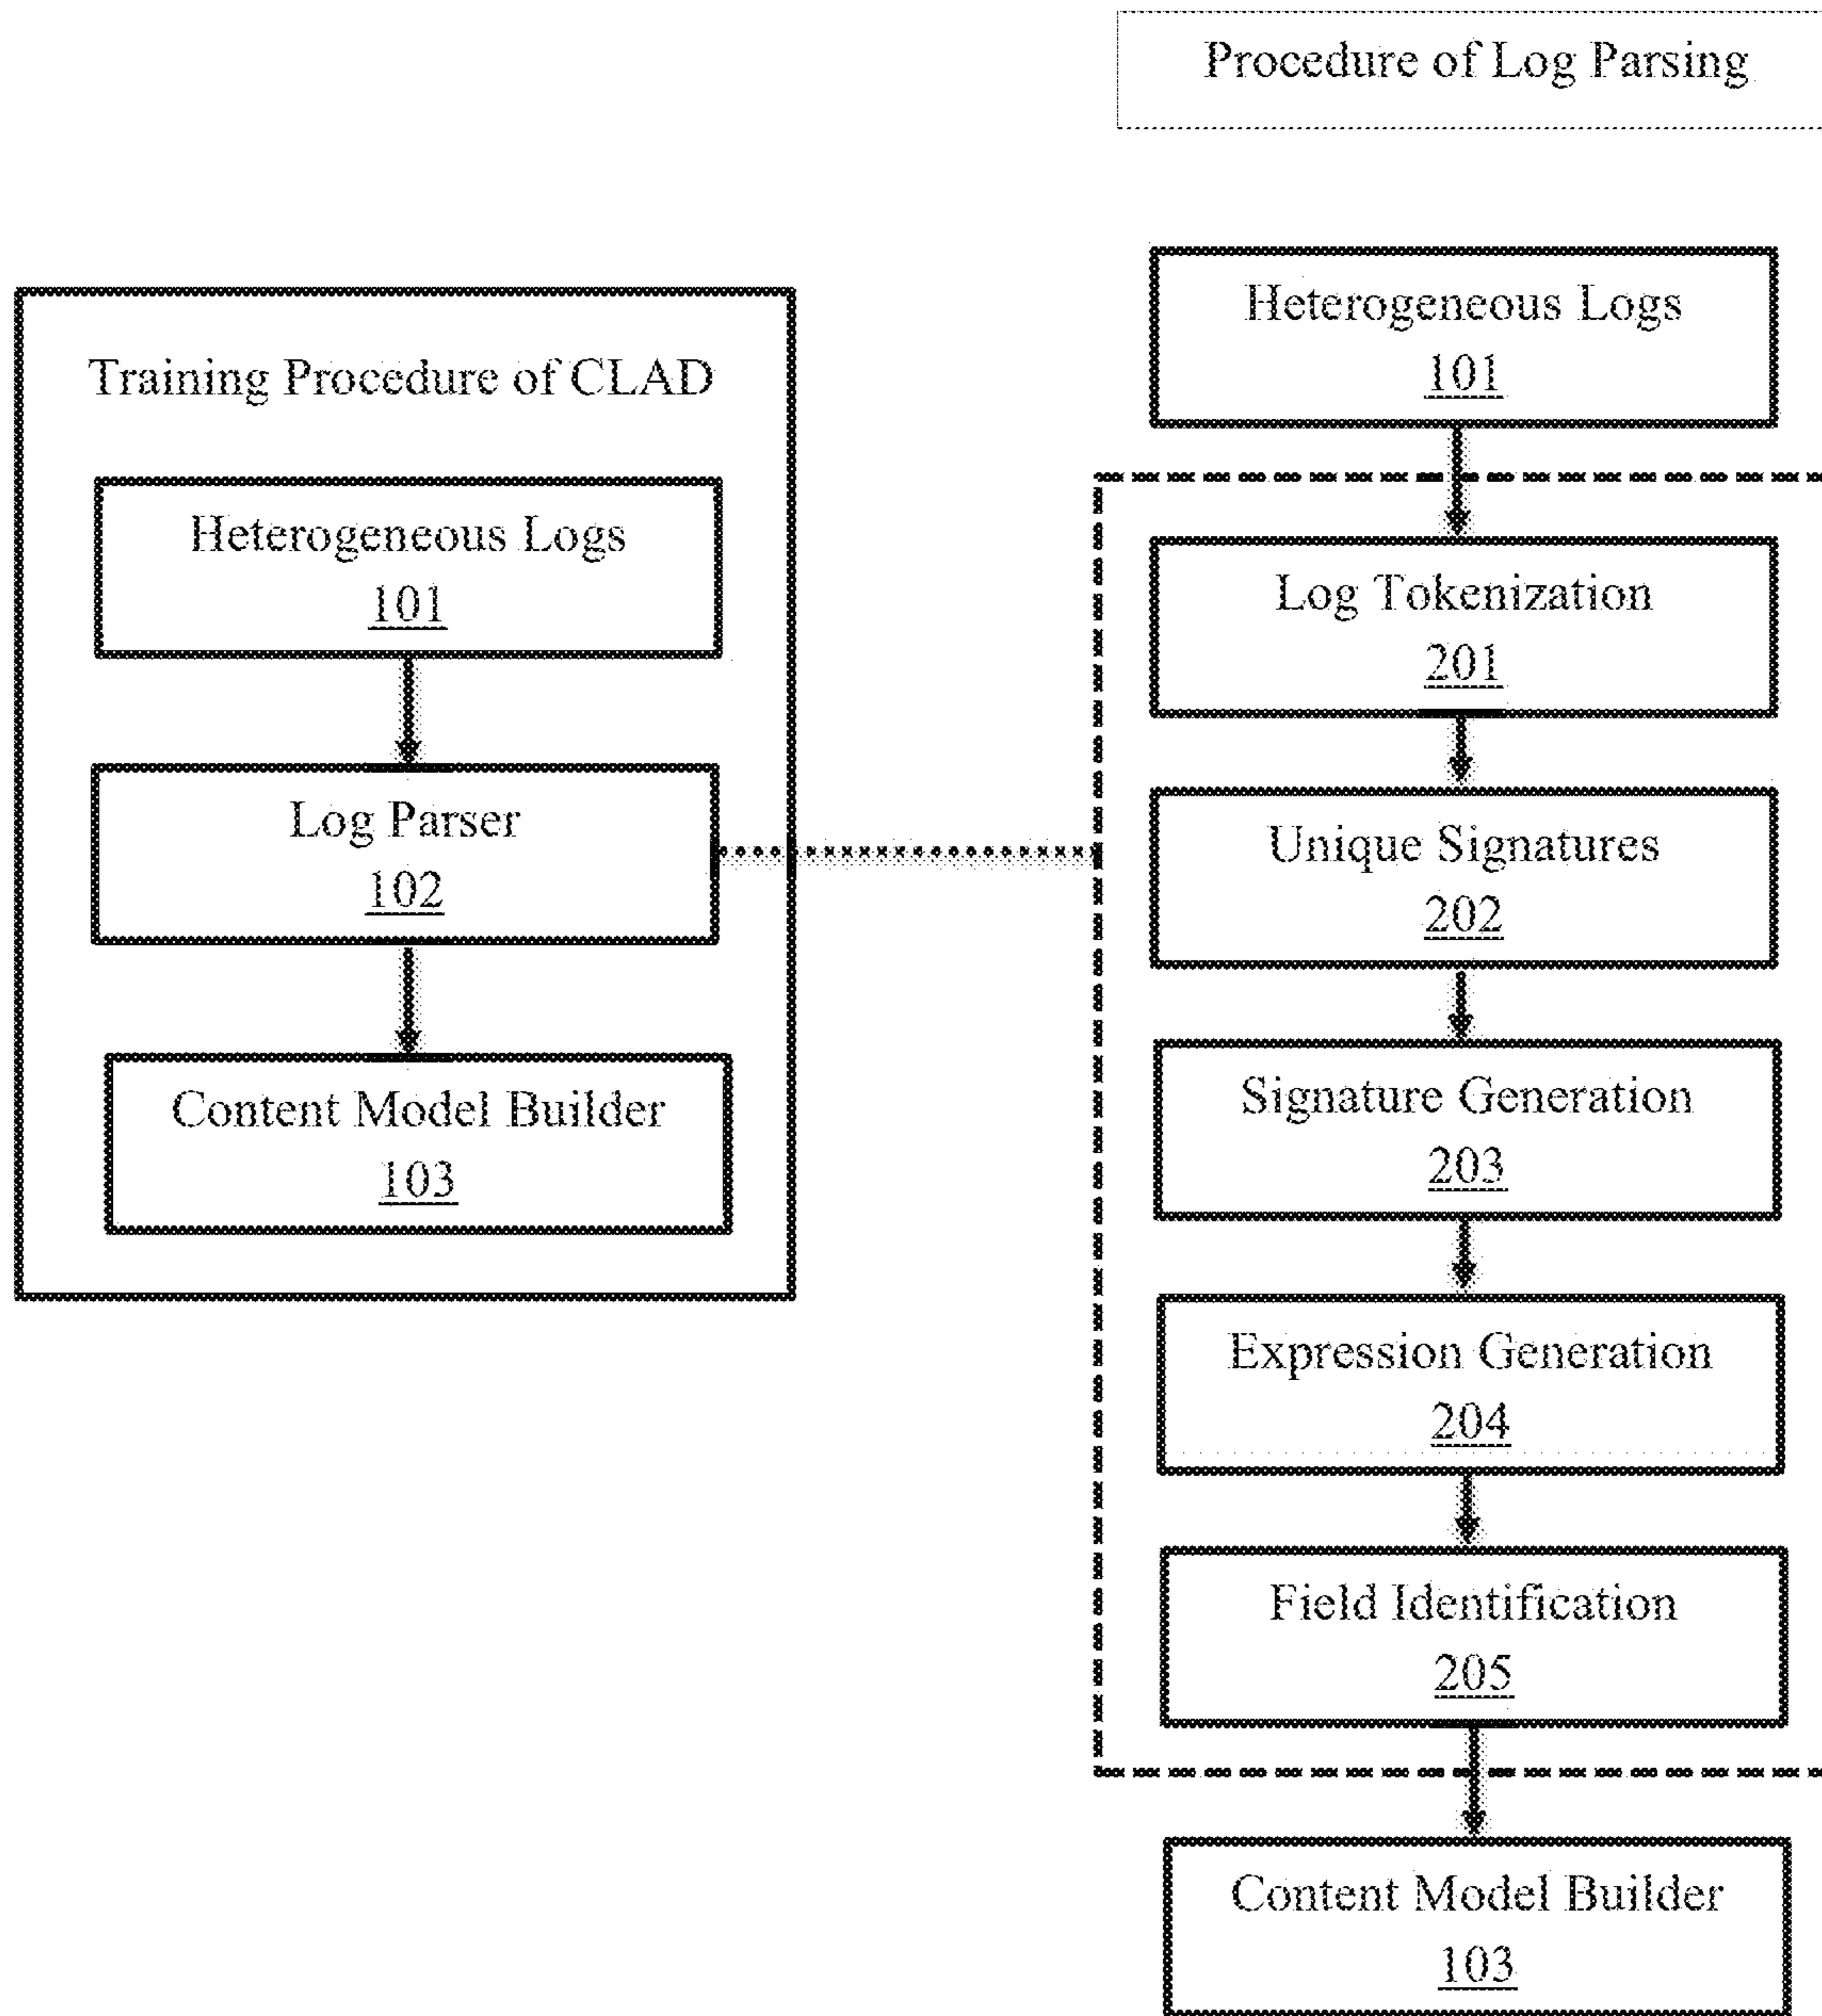 Procedure of Log Parsing
Training Procedure of CLAD
Heterogeneous Logs
101
Log Parser
102
Content Model Builder
103
Heterogeneous Logs
101
Log Tokenization
201
Unique Signatures
202
Signature Generation
203
Expression Generation
204
Field Identification
205
Content Model Builder
103